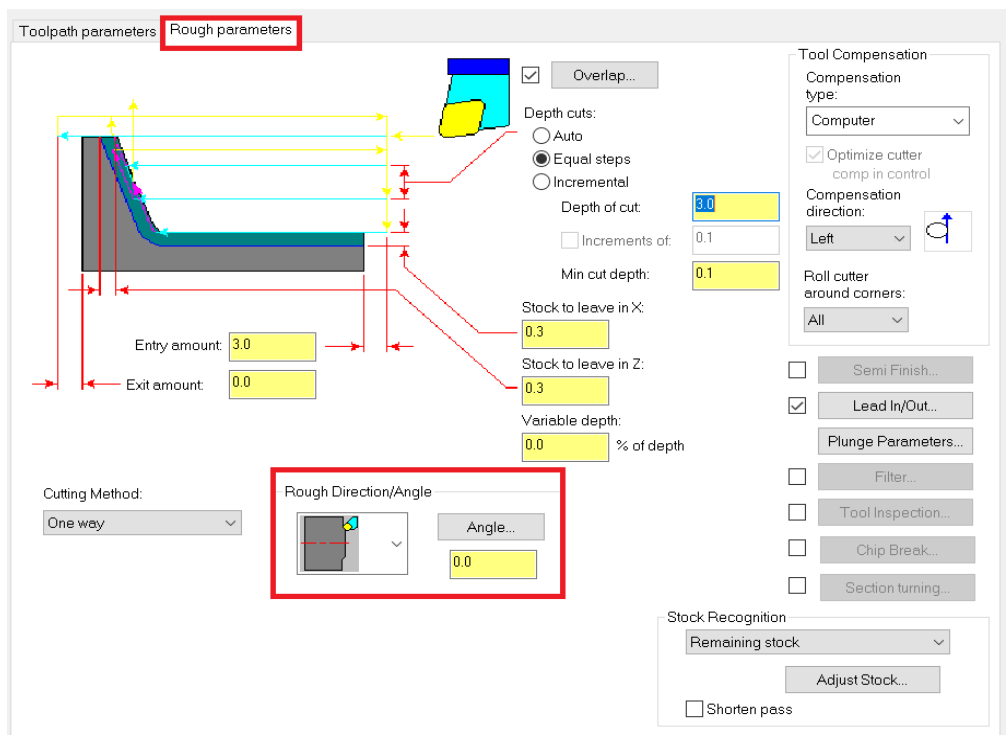 Toolpath parameters
Rough parameters
Overlap...
Depth cuts:
Auto
Equal steps
Incremental
Depth of cut:
3.0
Increments of:
0.1
Min cut depth:
0.1
Stock to leave in X:
0.3
Stock to leave in Z:
0.3
Variable depth:
0.0
% of depth
Entry amount:
3.0
Exit amount:
0.0
Cutting Method:
One way
Rough Direction/Angle
Angle...
0.0
Tool Compensation
Compensation
type:
Computer
Optimize cutter
comp in control
Compensation
direction:
Left
Roll cutter
around corners:
All
Semi Finish...
Lead In/Out...
Plunge Parameters...
Filter...
Tool Inspection...
Chip Break...
Section turning...
Stock Recognition
Remaining stock
Adjust Stock...
Shorten pass